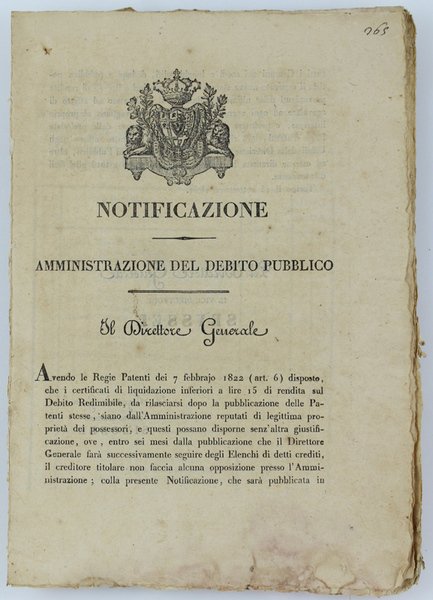 265
NOTIFICAZIONE
AMMINISTRAZIONE DEL DEBITO PUBBLICO
Il Direttore Generale
Avendo le Regie Patenti dei 7 febbrajo 1822 (art. 6) disposto,
che i certificati di liquidazione inferiori a lire 15 di rendita sul
Debito Redimibile, da rilasciarsi dopo la pubblicazione delle Pa-
tenti stesse, siano dall'Amministrazione reputati di legittima pro-
prietà dei possessori, e questi possano disporne senz'altra giustifi-
cazione, ove, entro sei mesi dalla pubblicazione che il Direttore
Generale farà successivamente seguire degli Elenchi di detti crediti,
il creditore titolare non faccia alcuna opposizione presso l'Ammi-
nistrazione; colla presente Notificazione, che sarà pubblicata in